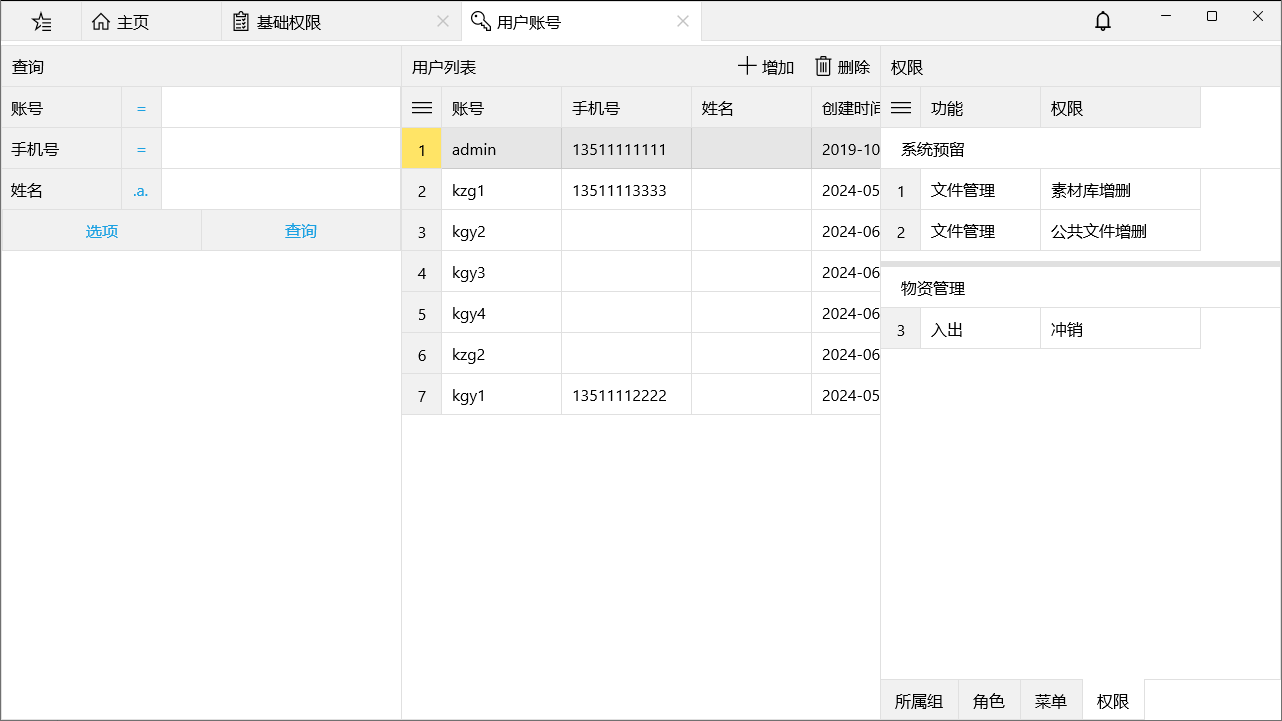 主页 基础权限 用户账号
查询
账号 =
手机号 =
姓名 .a.
选项 查询
用户列表 增加 删除
账号 手机号 姓名 创建时间
1 admin 13511111111 2019-10
2 kzg1 13511113333 2024-05
3 kgy2 2024-06
4 kgy3 2024-06
5 kgy4 2024-06
6 kzg2 2024-06
7 kgy1 13511112222 2024-05
权限
功能 权限
系统预留
1 文件管理 素材库增删
2 文件管理 公共文件增删
物资管理
3 入出 冲销
所属组 角色 菜单 权限